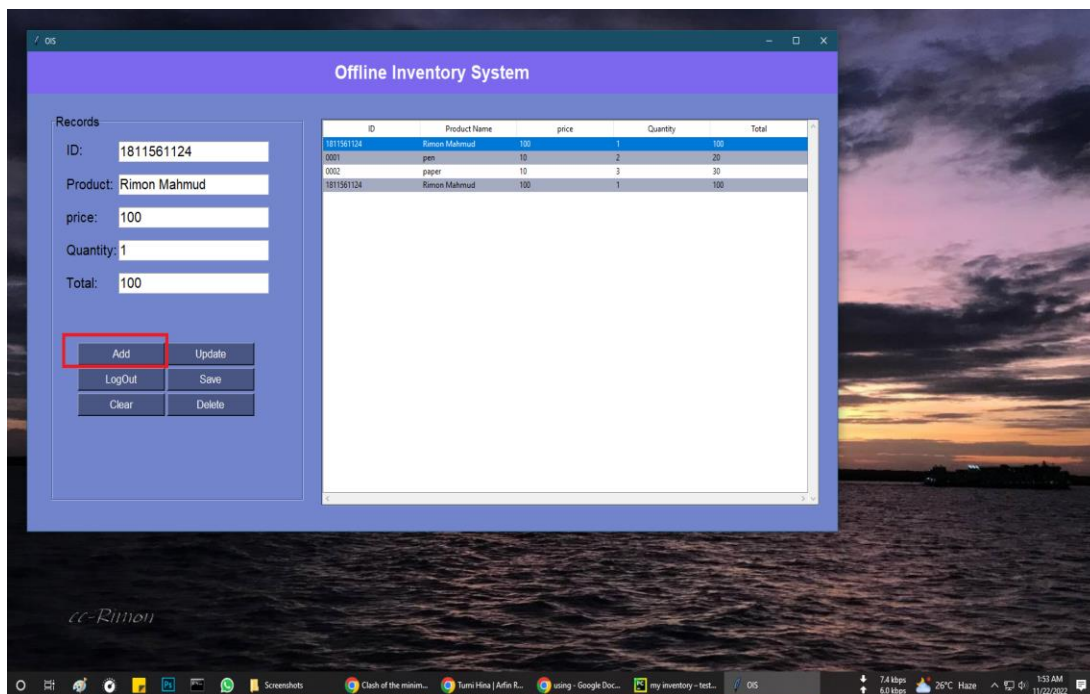 OIS
Offline Inventory System
Records
ID: 1811561124
Product: Rimon Mahmud
price: 100
Quantity: 1
Total: 100
Add Update
LogOut Save
Clear Delete
ID Product Name price Quantity Total
1811561124 Rimon Mahmud 100 1 100
0001 pen 10 2 20
0002 paper 10 3 30
1811561124 Rimon Mahmud 100 1 100
cc-Rimon
Ps
Screenshots
Clash of the minim...
Tumi Hina | Arfin R...
using - Google Doc...
PC
my inventory – test...
OIS
7.4 kbps
6.0 kbps
26°C Haze
1:53 AM
11/22/2022